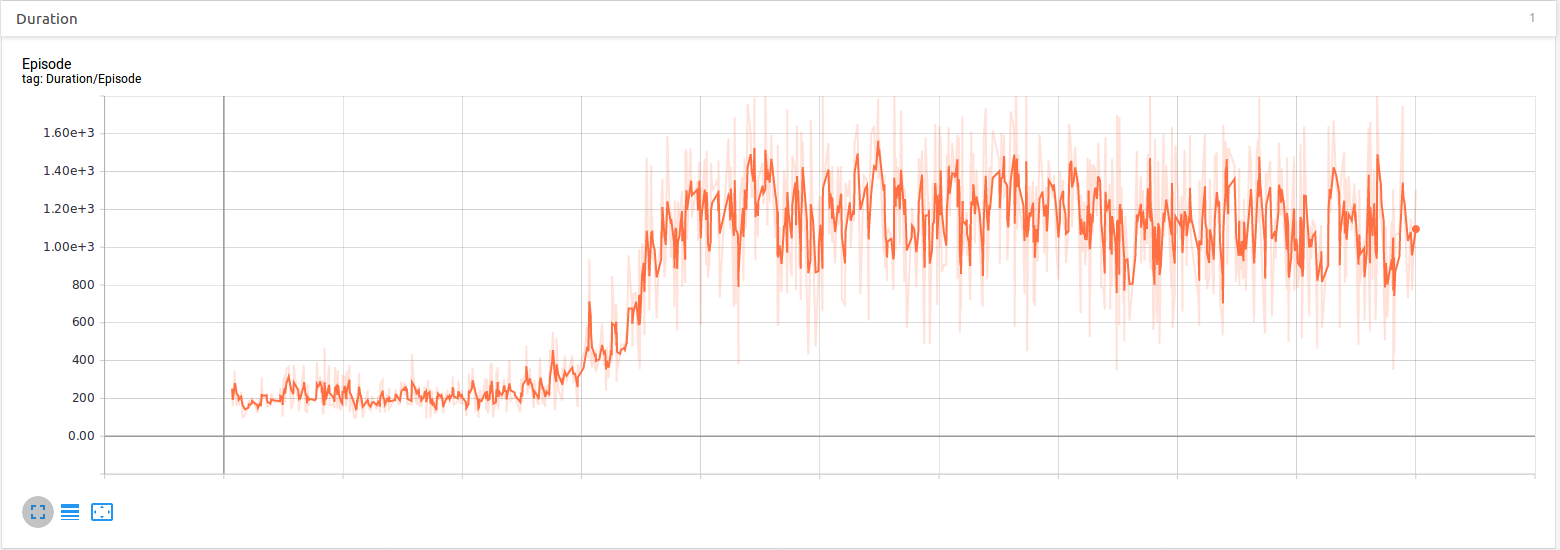 Duration 1
Episode
tag: Duration/Episode
1.60e+3
1.40e+3
1.20e+3
1.00e+3
800
600
400
200
0.00